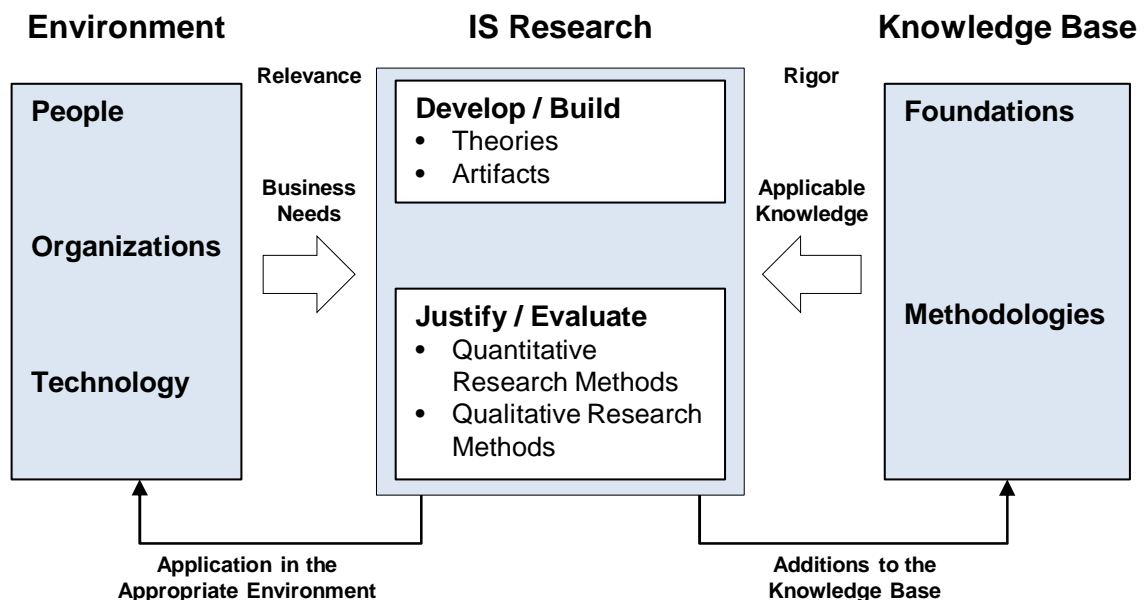 Environment
IS Research
Knowledge Base
Relevance
Rigor
People
Organizations
Technology
Business
Needs
Develop / Build
• Theories
• Artifacts
Justify / Evaluate
• Quantitative
Research Methods
• Qualitative Research
Methods
Applicable
Knowledge
Foundations
Methodologies
Application in the
Appropriate Environment
Additions to the
Knowledge Base